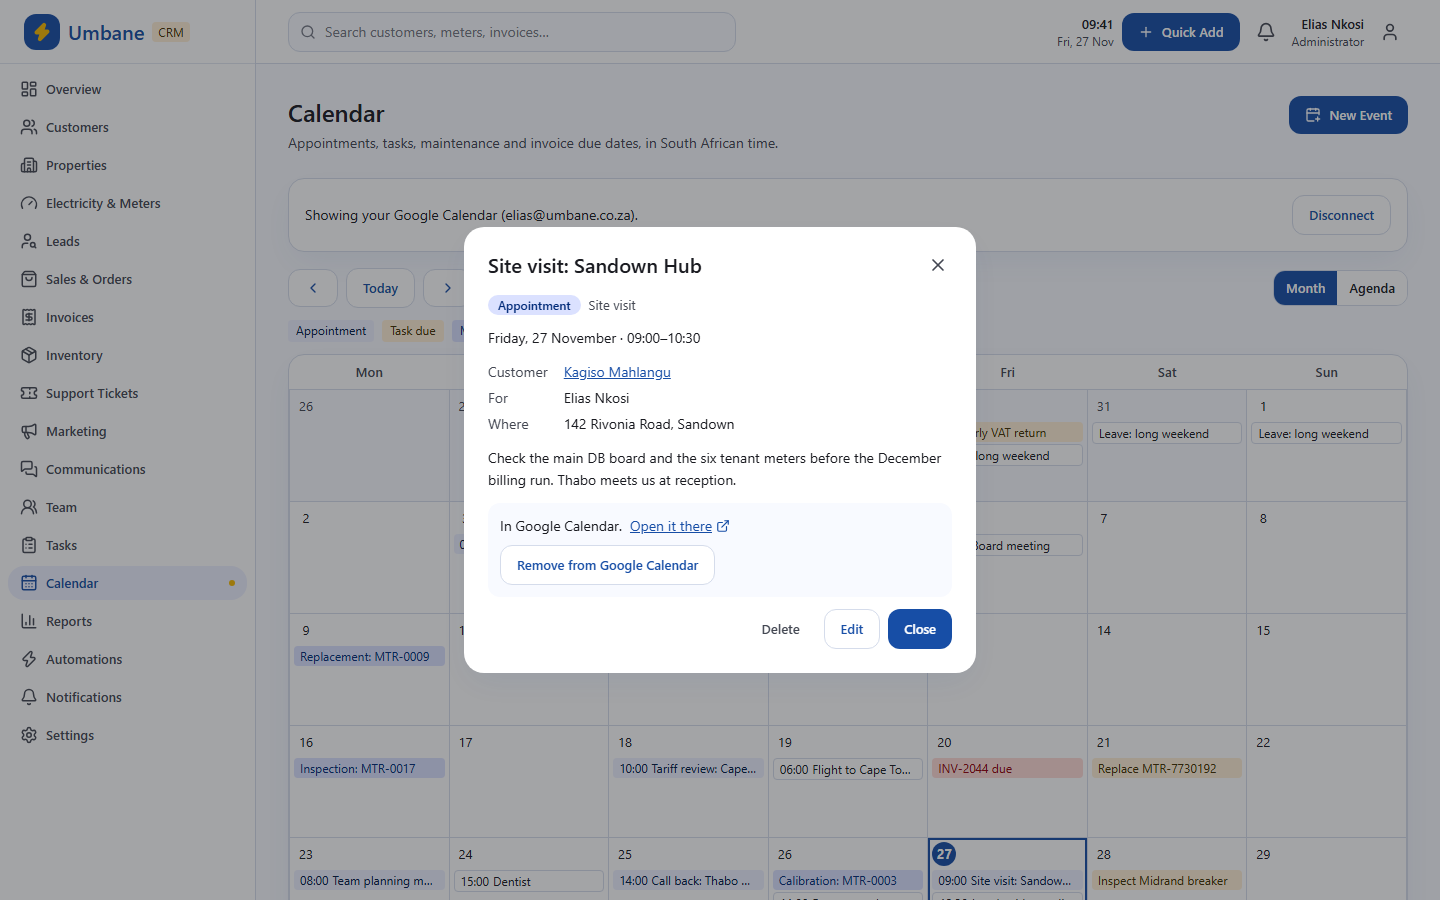 Umbane CRM
Search customers, meters, invoices...
09:41
Fri, 27 Nov
Quick Add
Elias Nkosi
Administrator
Overview
Customers
Properties
Electricity & Meters
Leads
Sales & Orders
Invoices
Inventory
Support Tickets
Marketing
Communications
Team
Tasks
Calendar
Reports
Automations
Notifications
Settings
Calendar
Appointments, tasks, maintenance and invoice due dates, in South African time.
New Event
Showing your Google Calendar (elias@umbane.co.za).
Disconnect
Today
Month
Agenda
Appointment
Task due
Site visit: Sandown Hub
Appointment Site visit
Friday, 27 November · 09:00–10:30
Customer Kagiso Mahlangu
For Elias Nkosi
Where 142 Rivonia Road, Sandown
Check the main DB board and the six tenant meters before the December
billing run. Thabo meets us at reception.
In Google Calendar. Open it there
Remove from Google Calendar
Delete
Edit
Close
Mon Fri Sat Sun
26 31 1
VAT return
long weekend
Leave: long weekend
Leave: long weekend
2 7 8
Board meeting
9 14 15
Replacement: MTR-0009
16 17 18 19 20 21 22
Inspection: MTR-0017
10:00 Tariff review: Cape...
06:00 Flight to Cape To...
INV-2044 due
Replace MTR-7730192
23 24 25 26 27 28 29
08:00 Team planning m...
15:00 Dentist
14:00 Call back: Thabo ...
Calibration: MTR-0003
09:00 Site visit: Sandow...
Inspect Midrand breaker